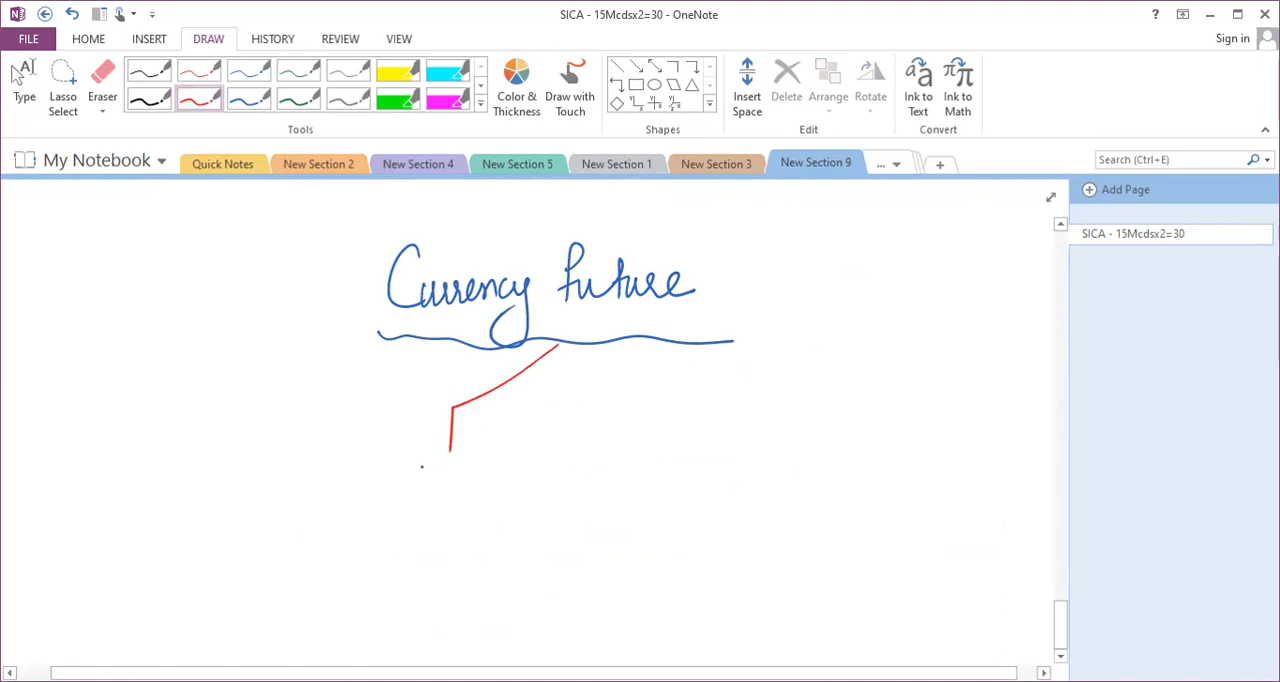 SICA - 15Mcdsx2=30 - OneNote
?
Sign in
FILE HOME INSERT DRAW HISTORY REVIEW VIEW
Type
Lasso Select
Eraser
Color & Thickness
Draw with Touch
Insert Space
Delete
Arrange
Rotate
Ink to Text
Ink to Math
Tools
Shapes
Edit
Convert
My Notebook
Quick Notes New Section 2 New Section 4 New Section 5 New Section 1 New Section 3 New Section 9 ...
Search (Ctrl+E)
Add Page
SICA - 15Mcdsx2=30
Currency Future